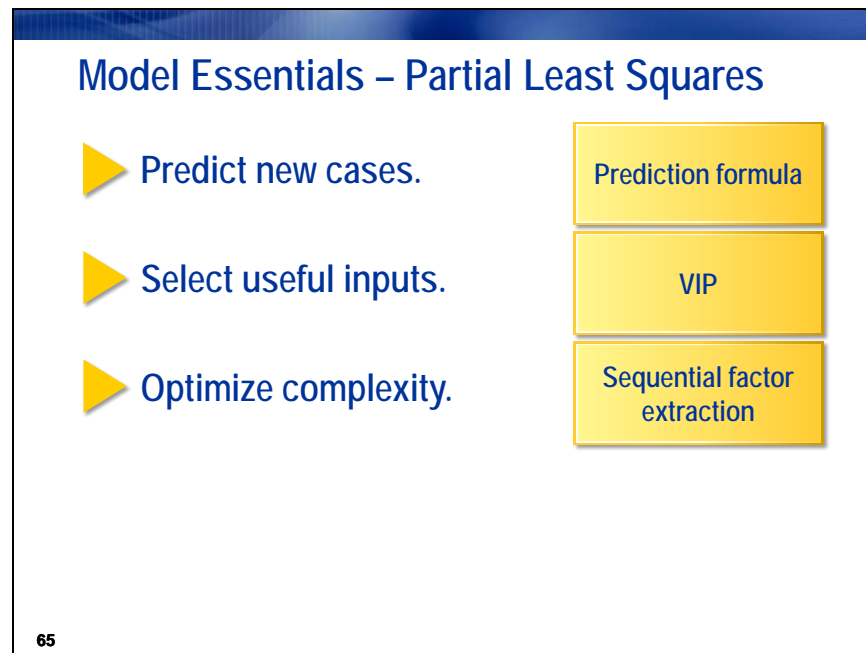 Model Essentials – Partial Least Squares
Predict new cases.
Prediction formula
Select useful inputs.
VIP
Optimize complexity.
Sequential factor
extraction
65